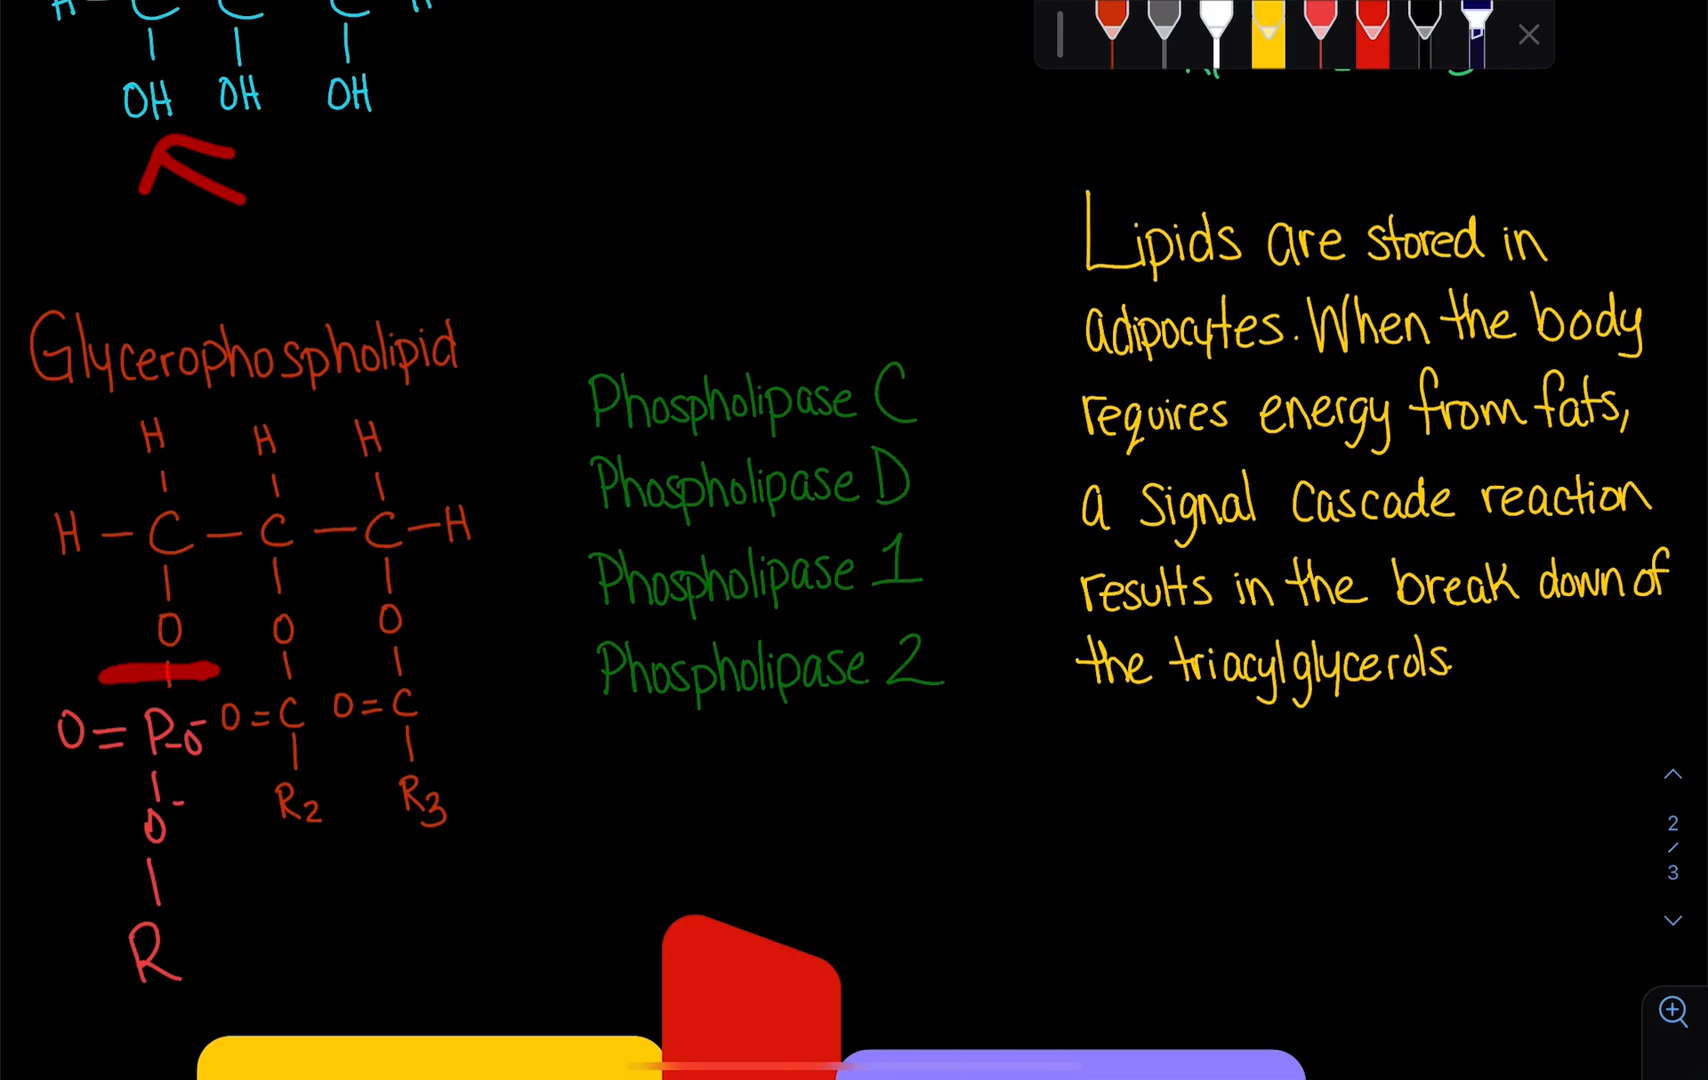 H - C C C H
| | |
OH OH OH
Glycerophospholipid
H H H
| | |
H - C - C - C - H
| | |
O O O
| | |
O = P - O⁻ O = C O = C
| | |
O⁻ R2 R3
|
R
Phospholipase C
Phospholipase D
Phospholipase 1
Phospholipase 2
Lipids are stored in
adipocytes. When the body
requires energy from fats,
a signal cascade reaction
results in the break down of
the triacylglycerols.
2
/
3